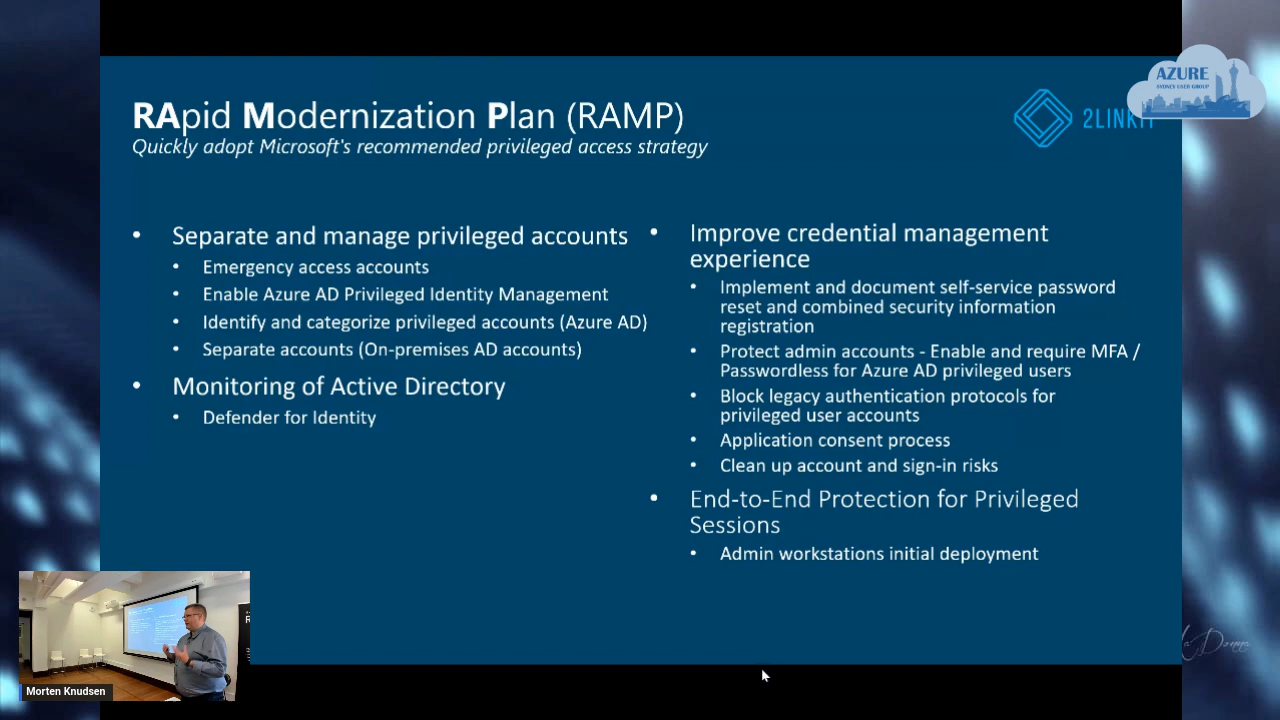 RApid Modernization Plan (RAMP)
Quickly adopt Microsoft's recommended privileged access strategy
2LINKIT
AZURE
SYDNEY USER GROUP
• Separate and manage privileged accounts
• Emergency access accounts
• Enable Azure AD Privileged Identity Management
• Identify and categorize privileged accounts (Azure AD)
• Separate accounts (On-premises AD accounts)
• Monitoring of Active Directory
• Defender for Identity
• Improve credential management
experience
• Implement and document self-service password
reset and combined security information
registration
• Protect admin accounts - Enable and require MFA /
Passwordless for Azure AD privileged users
• Block legacy authentication protocols for
privileged user accounts
• Application consent process
• Clean up account and sign-in risks
• End-to-End Protection for Privileged
Sessions
• Admin workstations initial deployment
Morten Knudsen